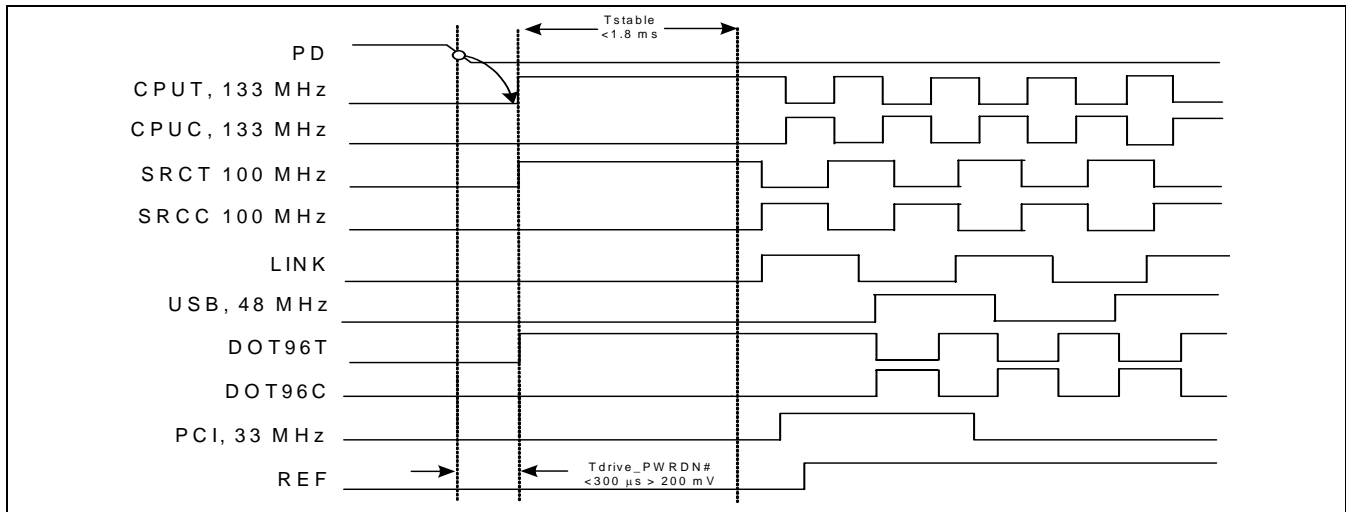 Tstable
<1.8 ms
PD
CPUT, 133 MHz
CPUC, 133 MHz
SRCT 100 MHz
SRCC 100 MHz
LINK
USB, 48 MHz
DOT96T
DOT96C
PCI, 33 MHz
REF
Tdrive_PWRDN#
<300 µs > 200 mV